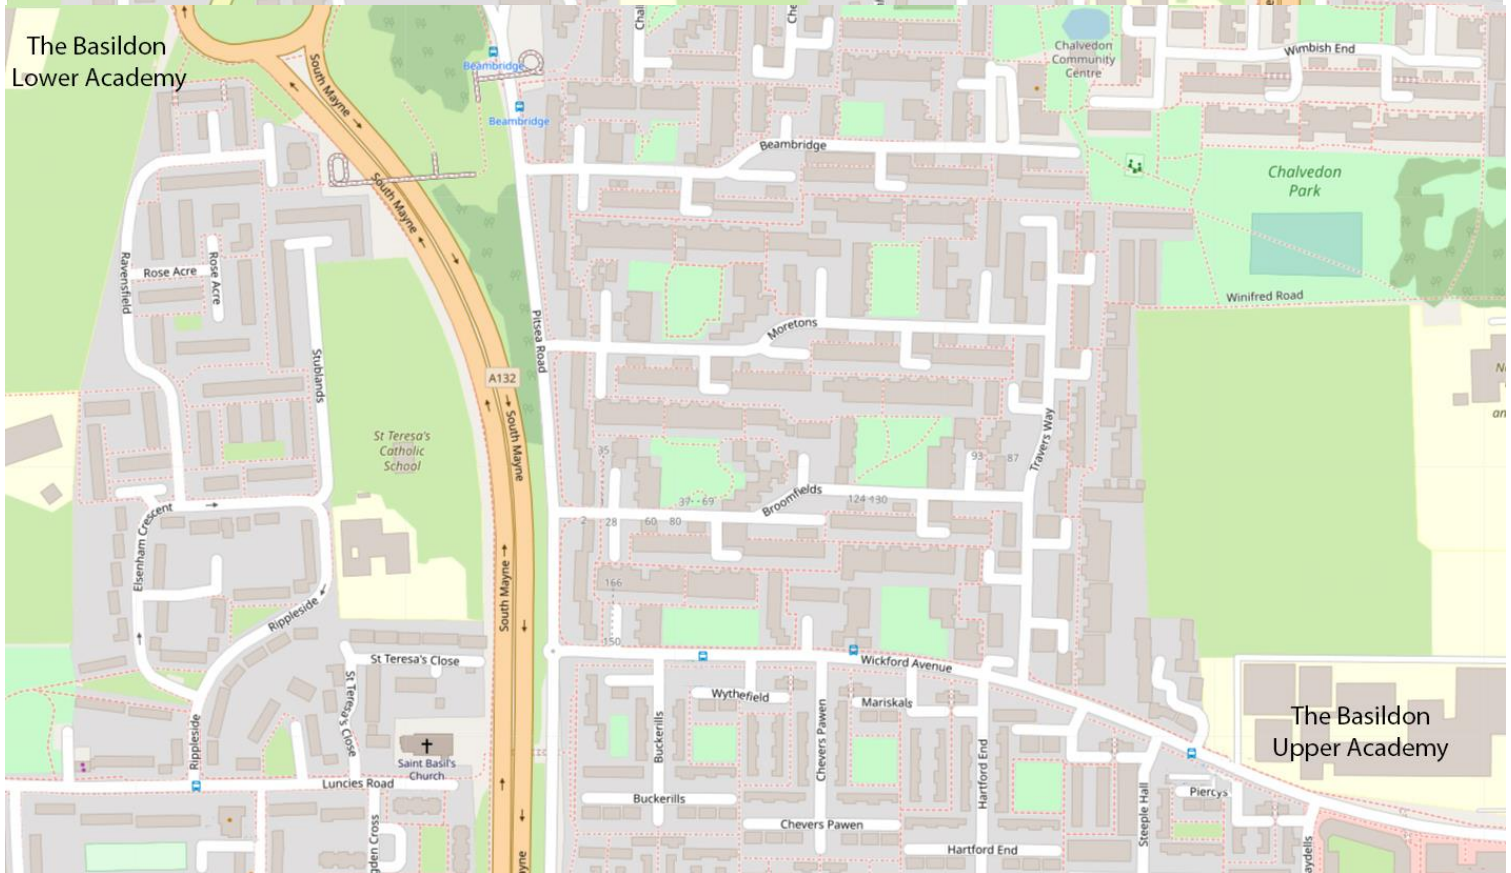 The Basildon
Lower Academy
South Mayne
Beambridge
Beambridge
Chalvedon
Community
Centre
Wimbish End
Beambridge
Chalvedon
Park
South Mayne
Ravensfield
Rose Acre
Rose Acre
Winifred Road
Pitsea Road
Moretons
Stublands
A132
South Mayne
St Teresa's
Catholic
School
Travers Way
35
93
87
37
69
Broomfields
124
130
2
28
60
80
Elsenham Crescent
166
150
South Mayne
Rippleside
St Teresa's Close
Wickford Avenue
St Teresa's Close
Wythefield
Mariskals
Buckerills
Chevers Pawen
Hartford End
Rippleside
The Basildon
Upper Academy
Saint Basil's
Church
Luncies Road
Buckerills
Piercys
Steeple Hall
Chevers Pawen
Hartford End